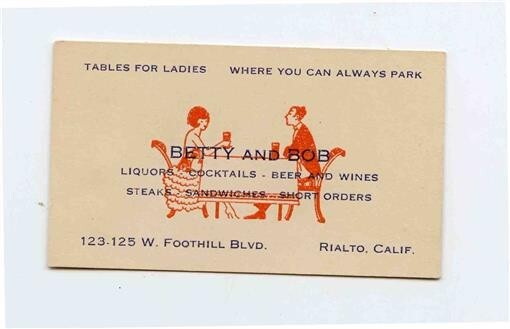 TABLES FOR LADIES WHERE YOU CAN ALWAYS PARK
BETTY AND BOB
LIQUORS - COCKTAILS - BEER AND WINES
STEAKS - SANDWICHES - SHORT ORDERS
123-125 W. FOOTHILL BLVD. RIALTO, CALIF.